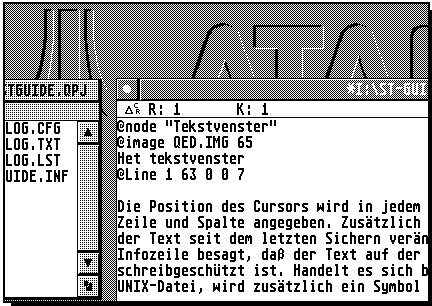 TGUIDE.QPJ
*I:\ST-GUI
R: 1 K: 1
LOG.CFG
LOG.TXT
LOG.LST
UIDE.INF
@node "Tekstvenster"
@image QED.IMG 65
Het tekstvenster
@Line 1 63 0 0 7
Die Position des Cursors wird in jedem
Zeile und Spalte angegeben. Zusätzlich
der Text seit dem letzten Sichern verän
Infozeile besagt, daß der Text auf der
schreibgeschützt ist. Handelt es sich b
UNIX-Datei, wird zusätzlich ein Symbol